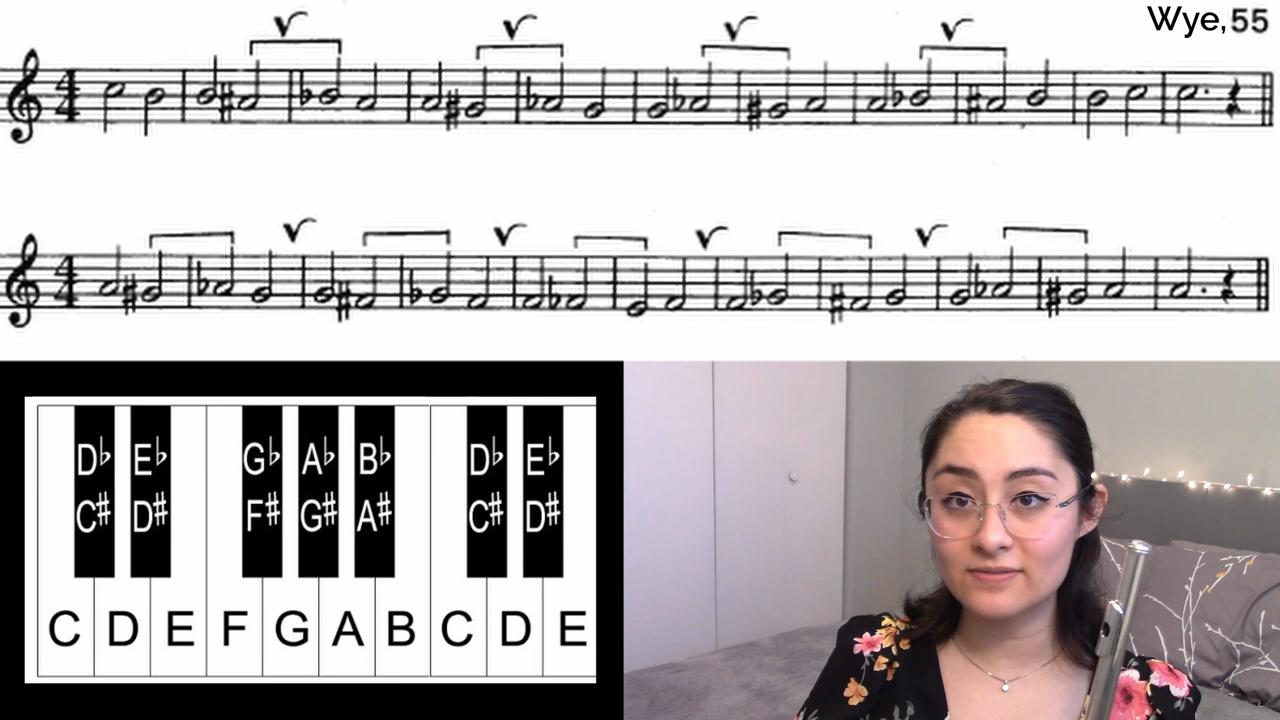 Wye, 55
4
4
4
4
D♭ E♭ G♭ A♭ B♭ D♭ E♭
C# D# F# G# A# C# D#
C D E F G A B C D E